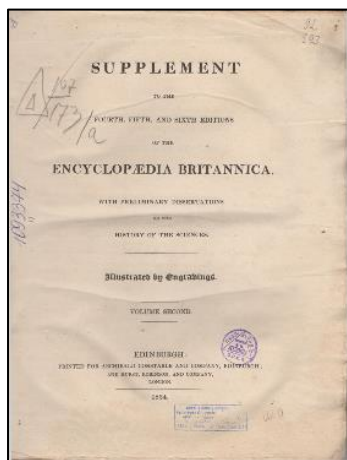 SUPPLEMENT
TO THE
FOURTH, FIFTH, AND SIXTH EDITIONS
OF THE
ENCYCLOPÆDIA BRITANNICA.
WITH PRELIMINARY DISSERTATIONS
ON THE
HISTORY OF THE SCIENCES.
Illustrated by Engravings.
VOLUME SECOND.
EDINBURGH:
PRINTED FOR ARCHIBALD CONSTABLE AND COMPANY, EDINBURGH;
AND HURST, ROBINSON, AND COMPANY,
LONDON.
1824.
1093944